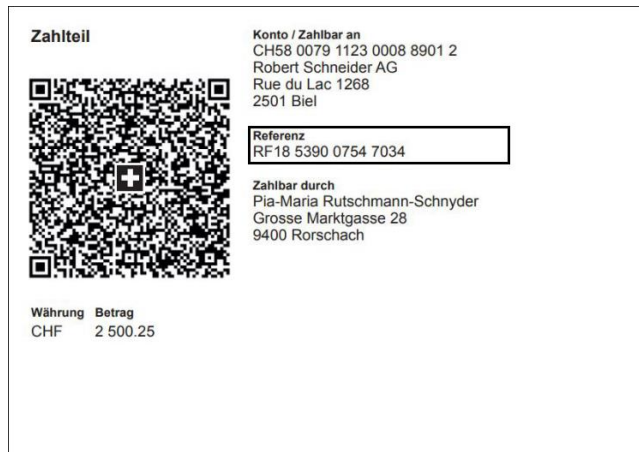 Zahlteil
Währung Betrag
CHF 2 500.25
Konto / Zahlbar an
CH58 0079 1123 0008 8901 2
Robert Schneider AG
Rue du Lac 1268
2501 Biel
Referenz
RF18 5390 0754 7034
Zahlbar durch
Pia-Maria Rutschmann-Schnyder
Grosse Marktgasse 28
9400 Rorschach